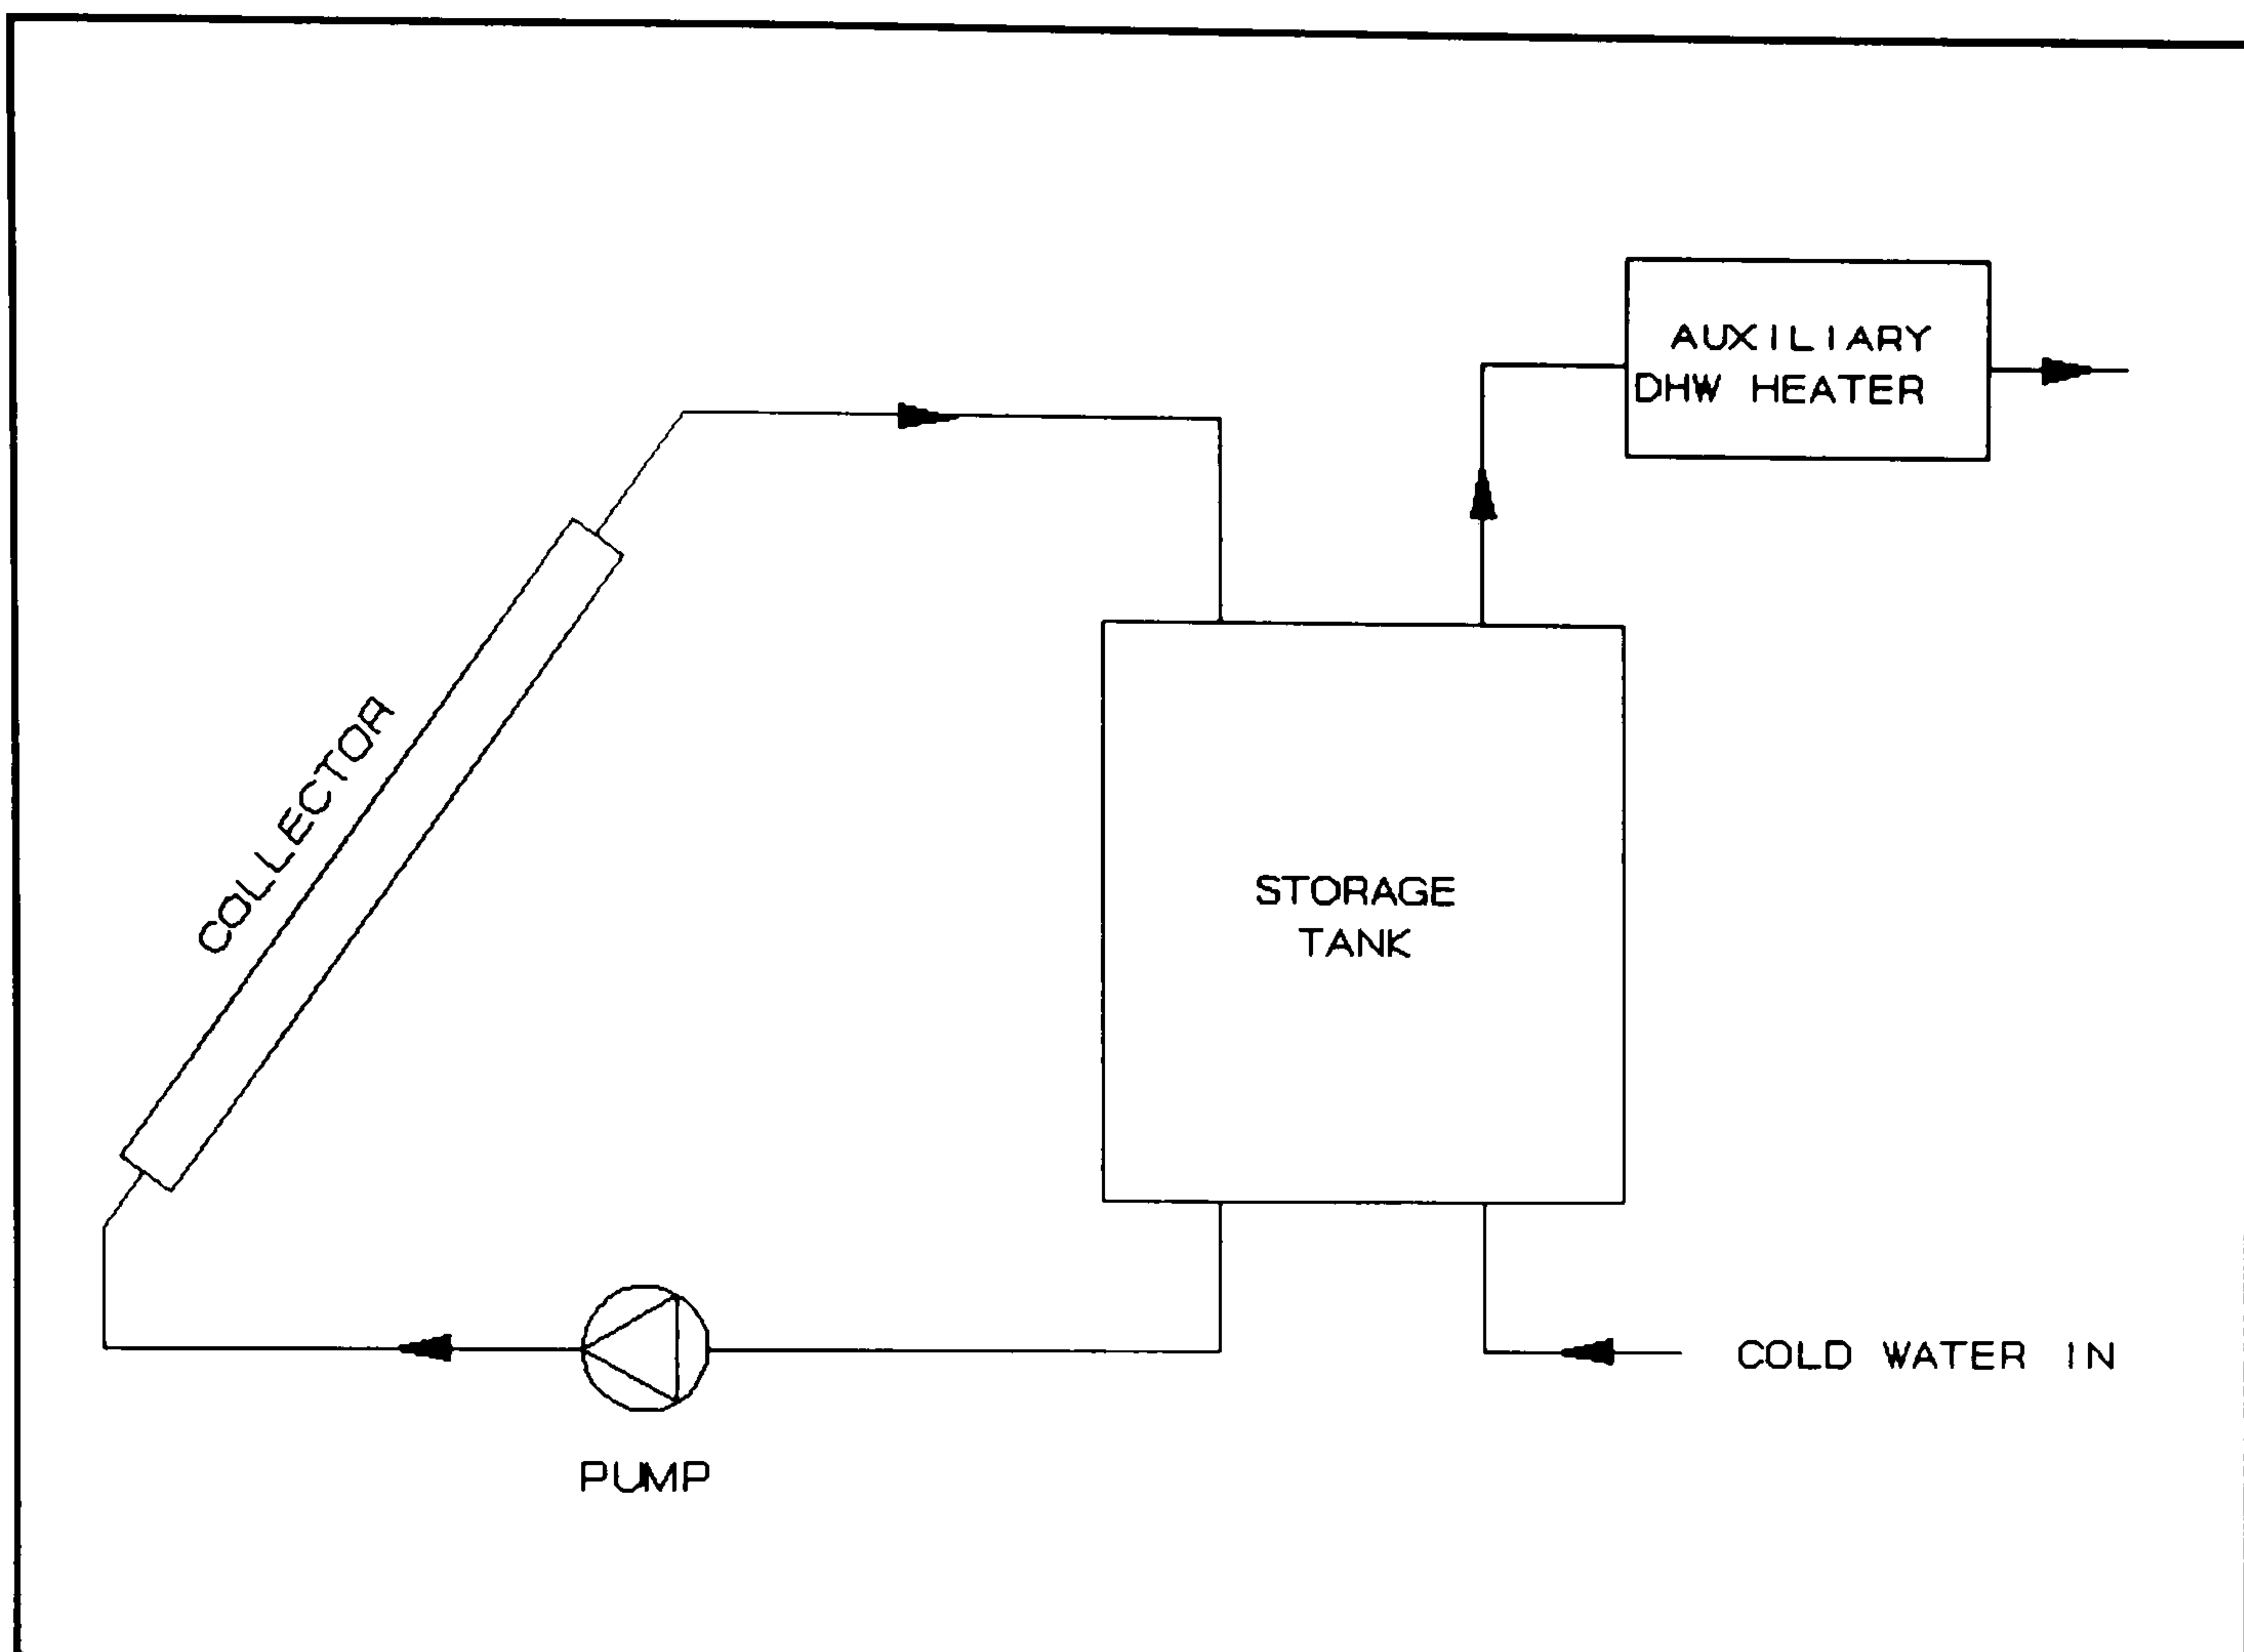 AUXILIARY
DHW HEATER
COLLECTOR
STORAGE
TANK
COLD WATER IN
PUMP